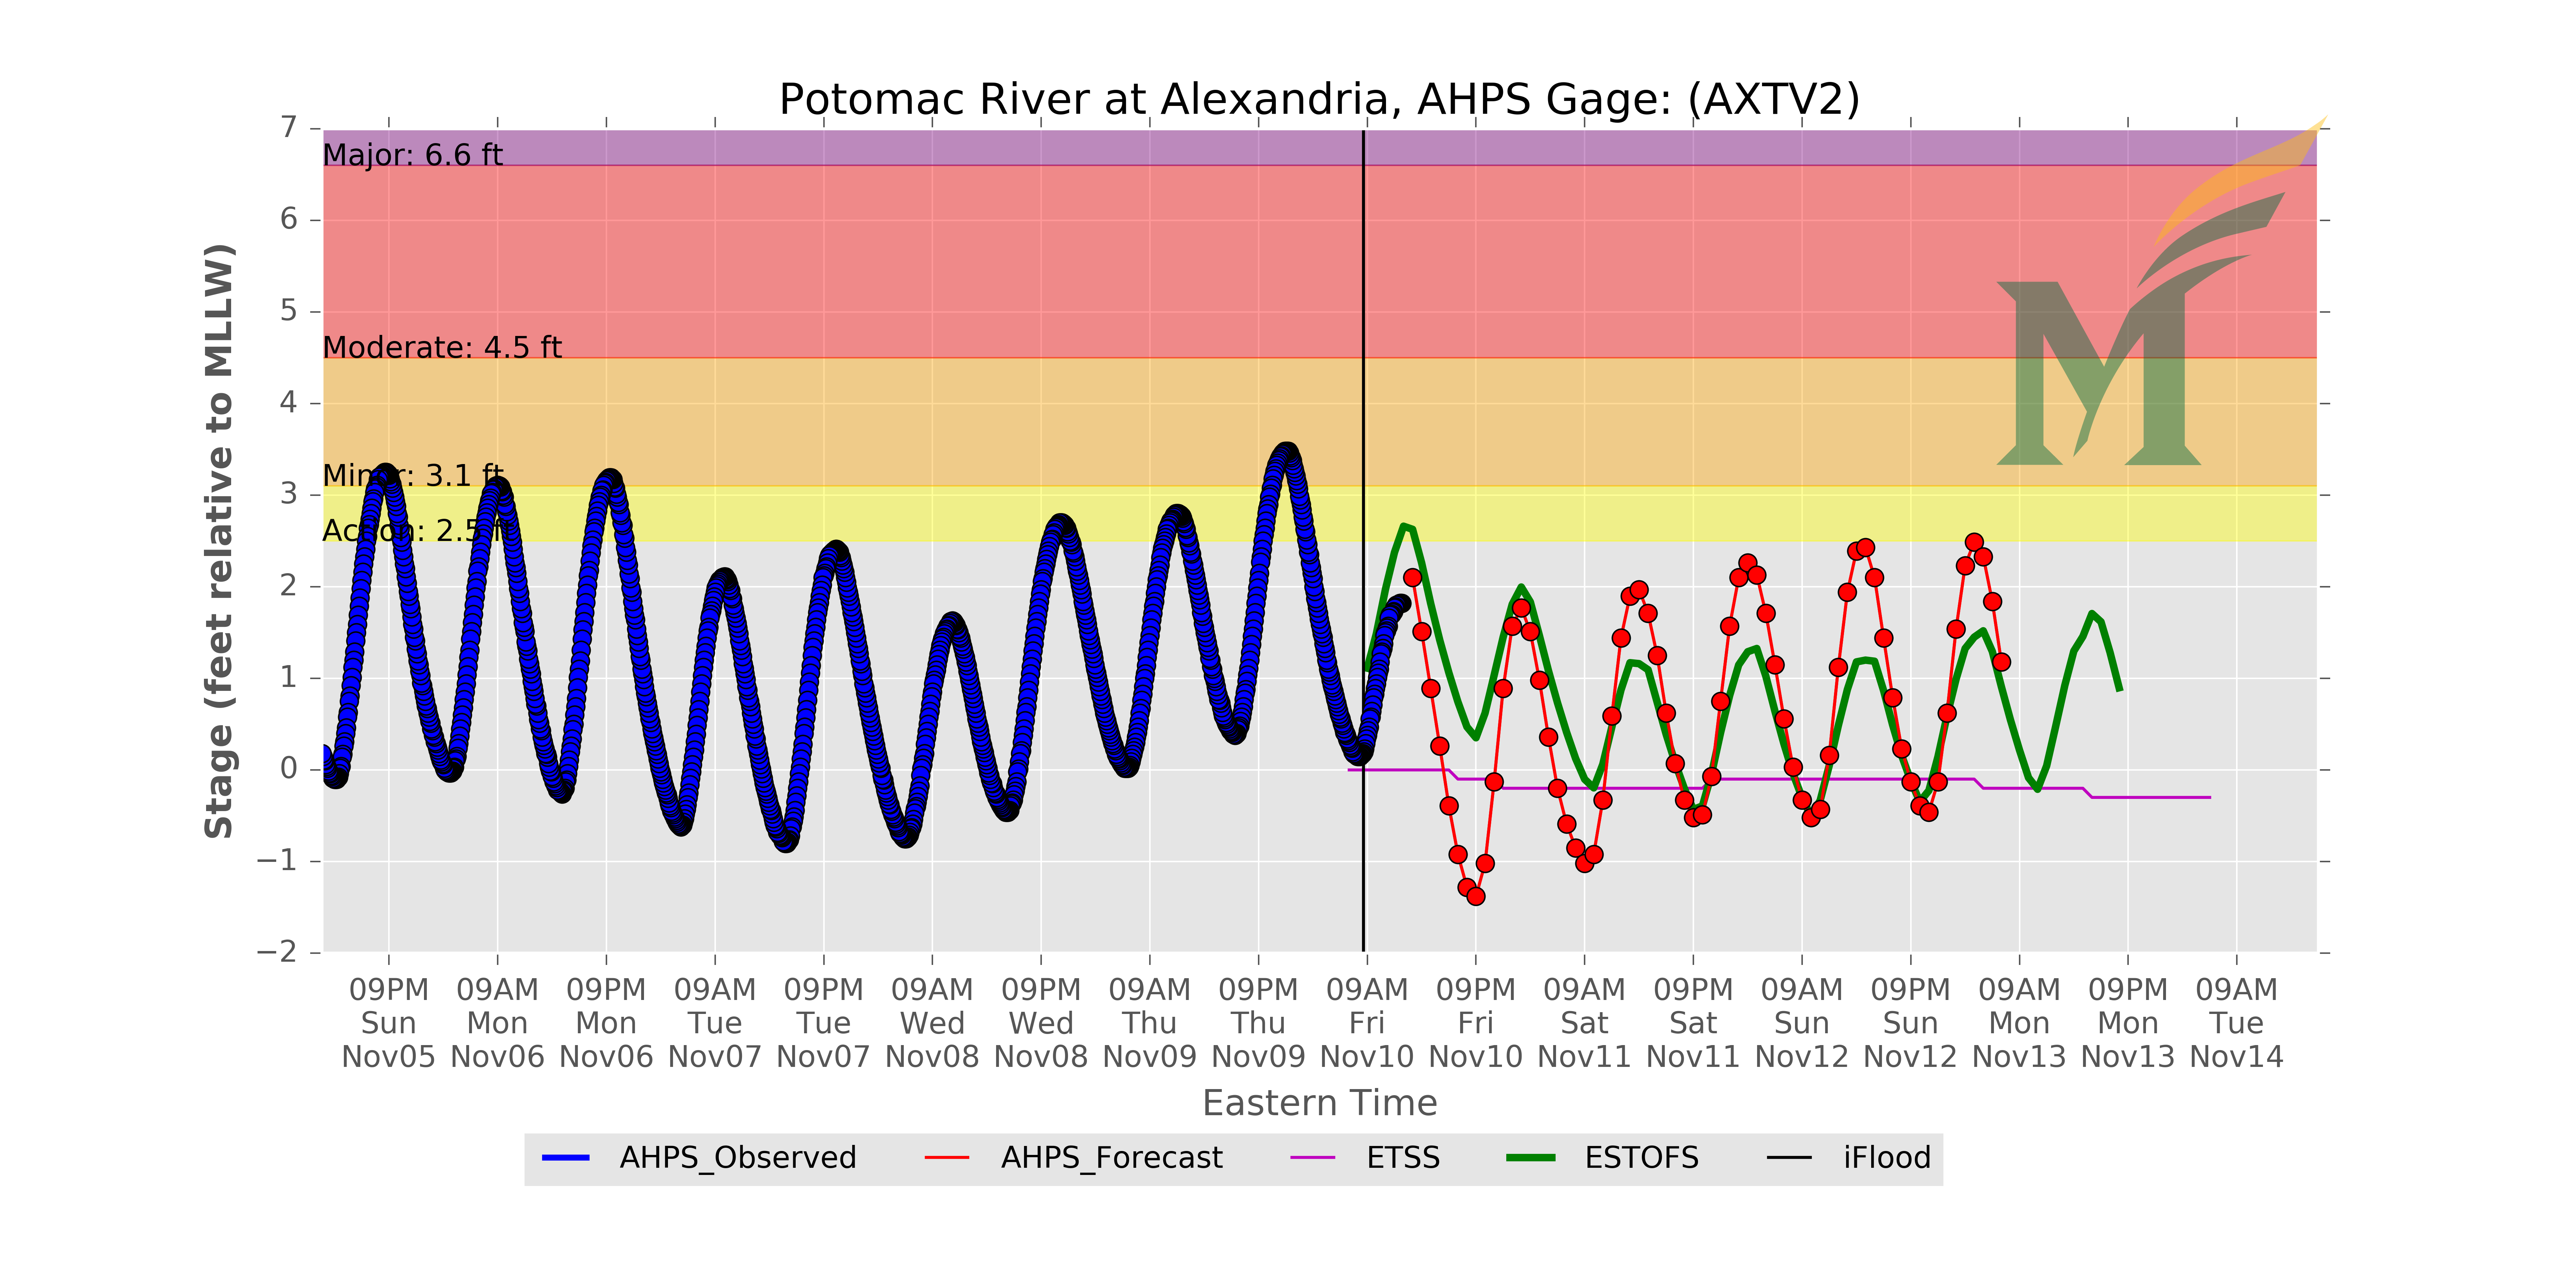 Potomac River at Alexandria, AHPS Gage: (AXTV2)
7
Major: 6.6 ft
6
5
Moderate: 4.5 ft
4
Minor: 3.1 ft
3
Action: 2.5 ft
2
1
0
−1
−2
Stage (feet relative to MLLW)
09PM 09AM 09PM 09AM 09PM 09AM 09PM 09AM 09PM 09AM 09PM 09AM 09PM 09AM 09PM 09AM 09PM 09AM
Sun Mon Mon Tue Tue Wed Wed Thu Thu Fri Fri Sat Sat Sun Sun Mon Mon Tue
Nov05 Nov06 Nov06 Nov07 Nov07 Nov08 Nov08 Nov09 Nov09 Nov10 Nov10 Nov11 Nov11 Nov12 Nov12 Nov13 Nov13 Nov14
Eastern Time
AHPS_Observed AHPS_Forecast ETSS ESTOFS iFlood